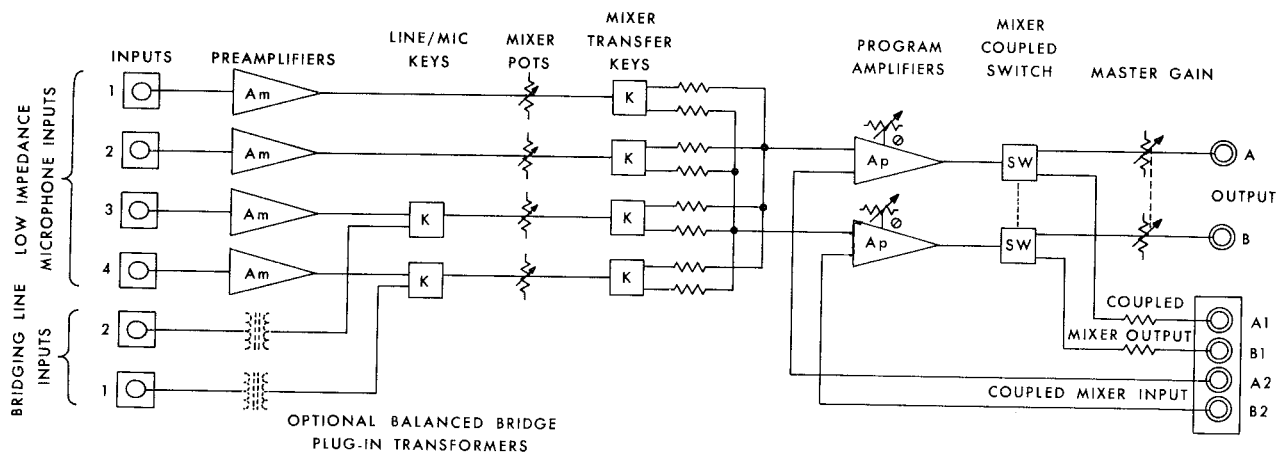 MIXER
TRANSFER
KEYS
MIXER
COUPLED
SWITCH
LINE/MIC
KEYS
MIXER
POTS
PROGRAM
AMPLIFIERS
INPUTS
PREAMPLIFIERS
MASTER GAIN
LOW IMPEDANCE
MICROPHONE INPUTS
1
Am
K
2
Am
K
Ap
SW
A
3
Am
K
K
OUTPUT
Ap
SW
B
4
Am
K
K
BRIDGING LINE
INPUTS
2
1
COUPLED
MIXER OUTPUT
A1
B1
A2
COUPLED MIXER INPUT
B2
OPTIONAL BALANCED BRIDGE
PLUG-IN TRANSFORMERS